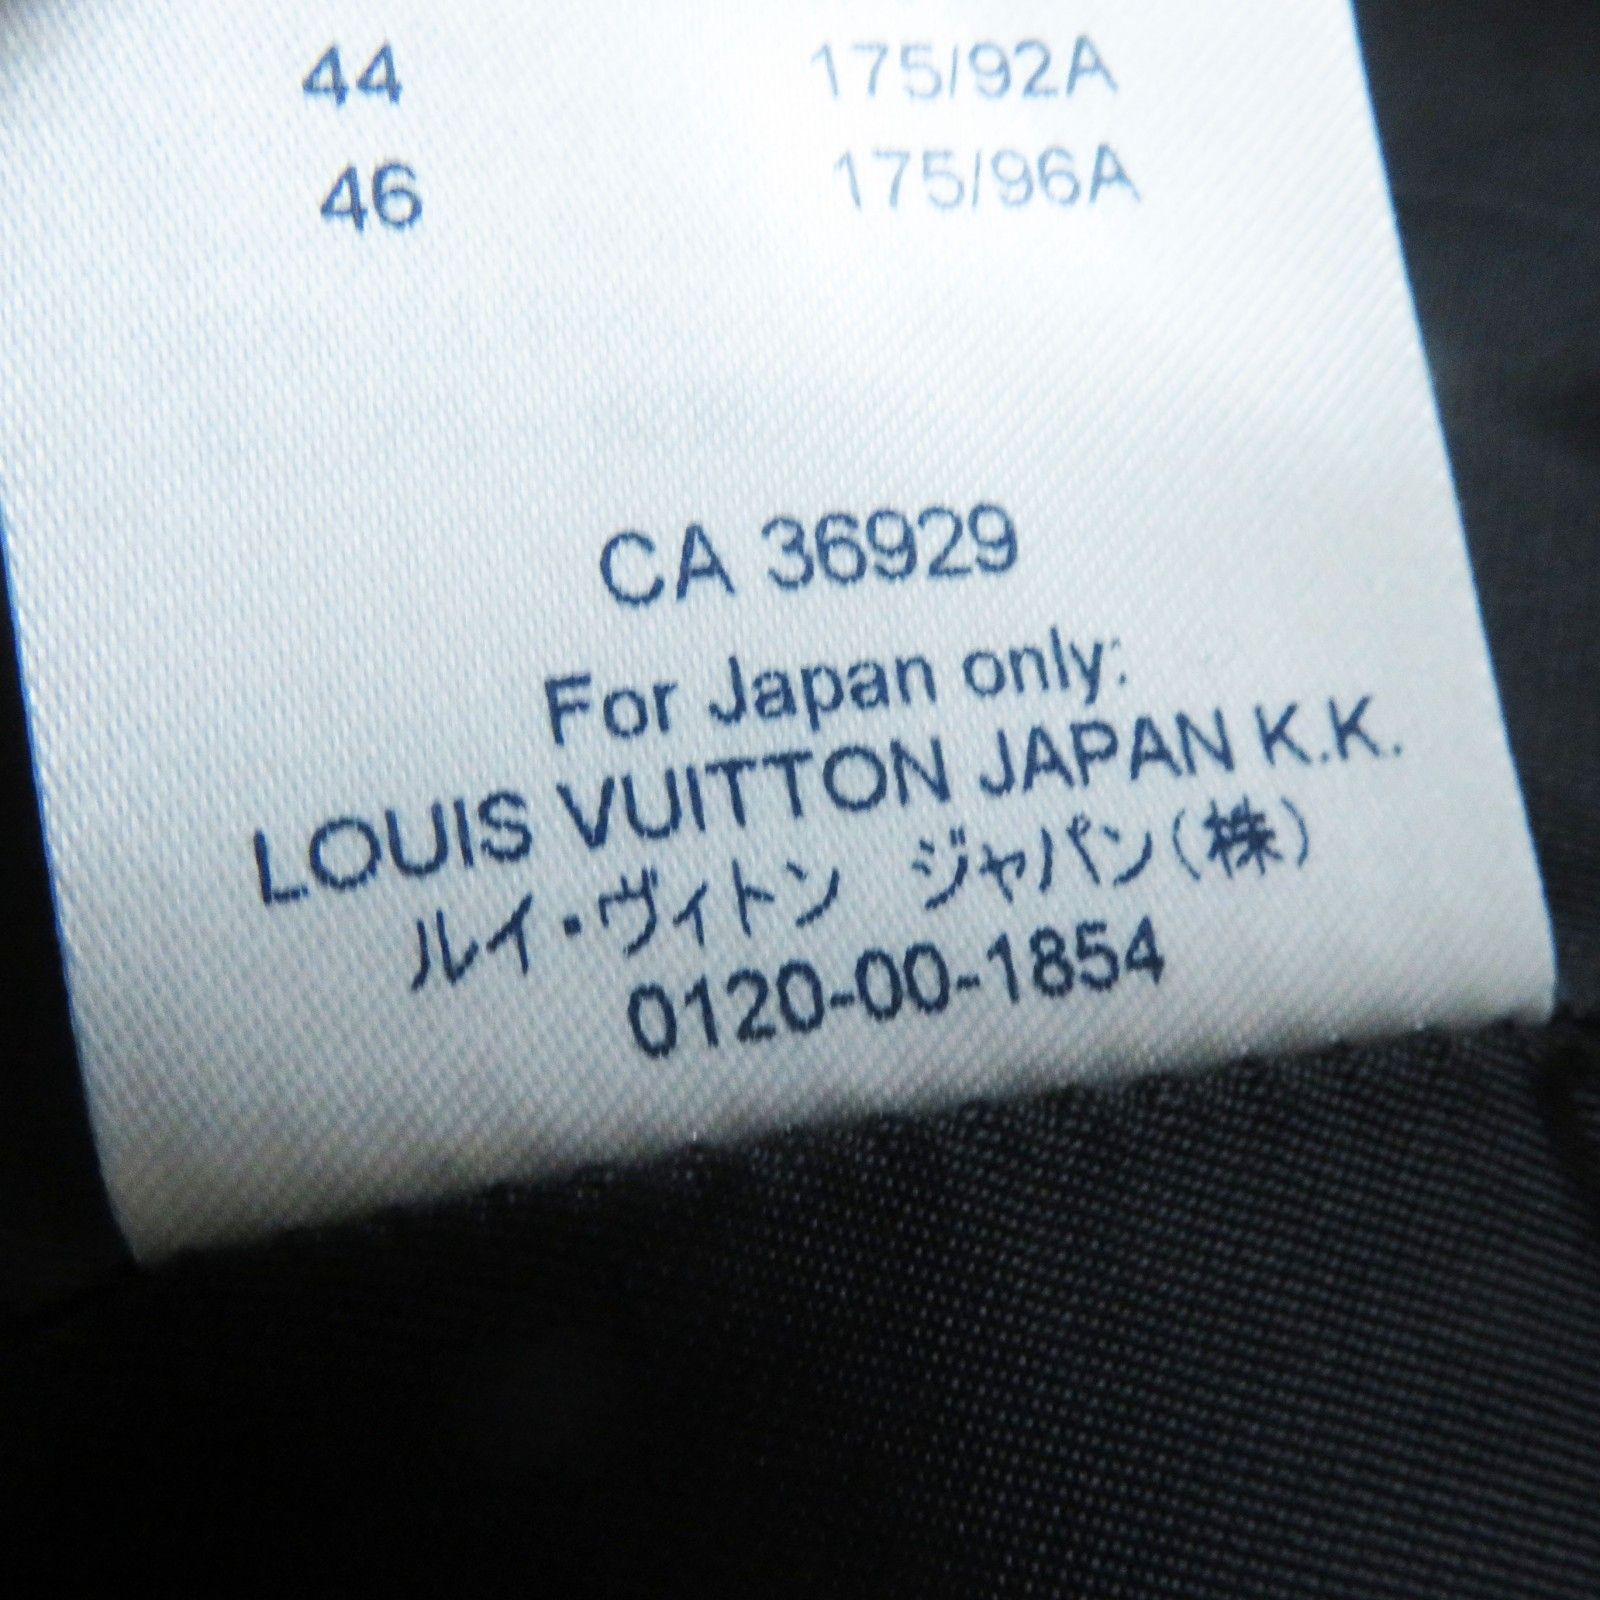 44 175/92A
46 175/96A
CA 36929
For Japan only:
LOUIS VUITTON JAPAN K.K.
ルイ・ヴィトン ジャパン(株)
0120-00-1854